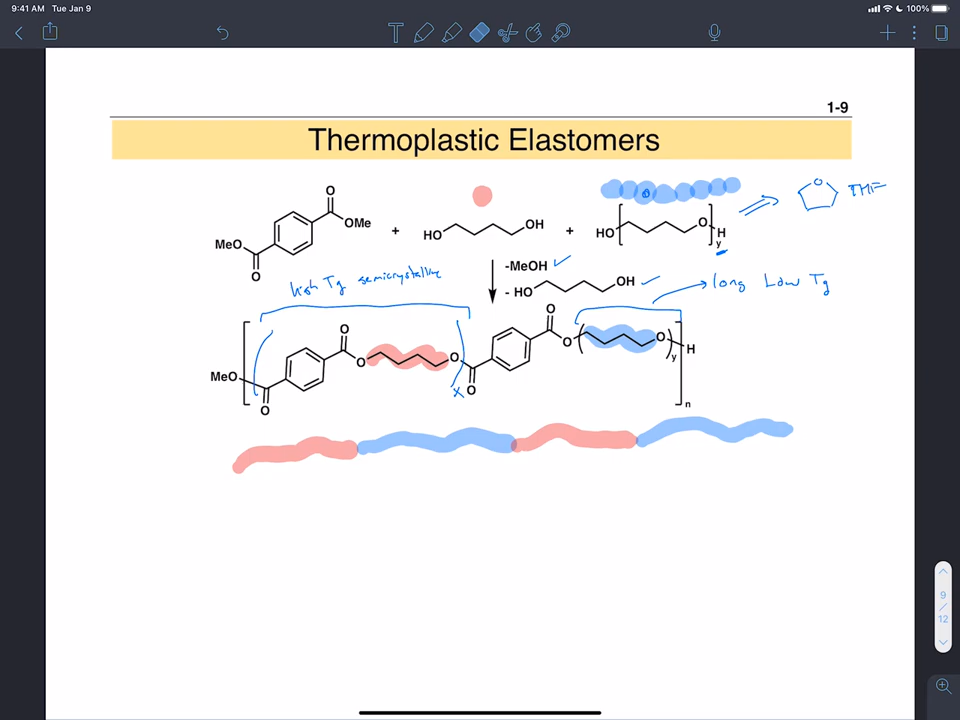 9:41 AM Tue Jan 9
100%
1-9
Thermoplastic Elastomers
O
OMe
MeO
O
+
HO
OH
+
HO
O
H
y
O
THF
-MeOH
- HO
OH
high Tg semicrystalline
long Low Tg
MeO
O
O
O
O
x
O
O
O
O
y
H
n
9
/
12